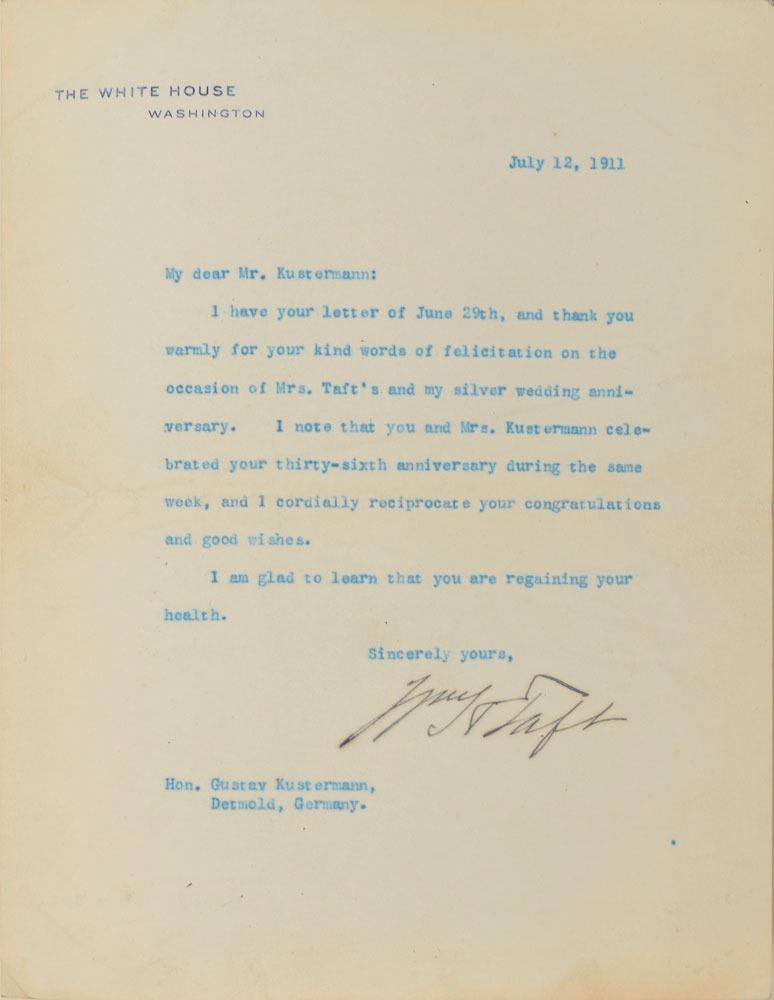 THE WHITE HOUSE
WASHINGTON
July 12, 1911
My dear Mr. Kustermann:
I have your letter of June 29th, and thank you
warmly for your kind words of felicitation on the
occasion of Mrs. Taft's and my silver wedding anni-
versary. I note that you and Mrs. Kustermann cele-
brated your thirty-sixth anniversary during the same
week, and I cordially reciprocate your congratulations
and good wishes.
I am glad to learn that you are regaining your
health.
Sincerely yours,
Wm H Taft
Hon. Gustav Kustermann,
Detmold, Germany.